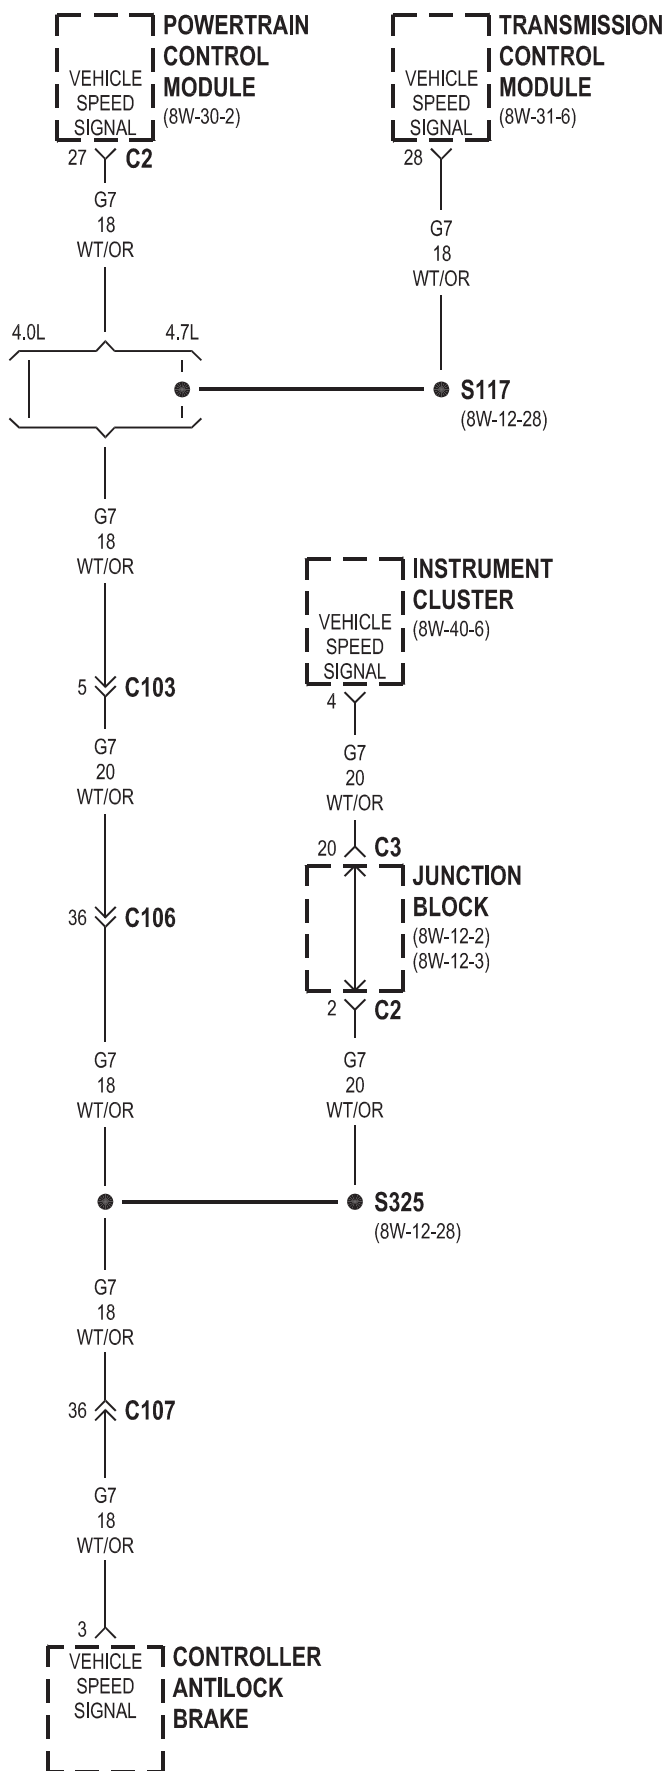 POWERTRAIN
CONTROL
MODULE
(8W-30-2)
VEHICLE
SPEED
SIGNAL
27
C2
TRANSMISSION
CONTROL
MODULE
(8W-31-6)
VEHICLE
SPEED
SIGNAL
28
G7
18
WT/OR
G7
18
WT/OR
4.0L
4.7L
S117
(8W-12-28)
G7
18
WT/OR
INSTRUMENT
CLUSTER
(8W-40-6)
VEHICLE
SPEED
SIGNAL
4
5
C103
G7
20
WT/OR
G7
20
WT/OR
20
C3
JUNCTION
BLOCK
(8W-12-2)
(8W-12-3)
36
C106
2
C2
G7
18
WT/OR
G7
20
WT/OR
S325
(8W-12-28)
G7
18
WT/OR
36
C107
G7
18
WT/OR
3
VEHICLE
SPEED
SIGNAL
CONTROLLER
ANTILOCK
BRAKE